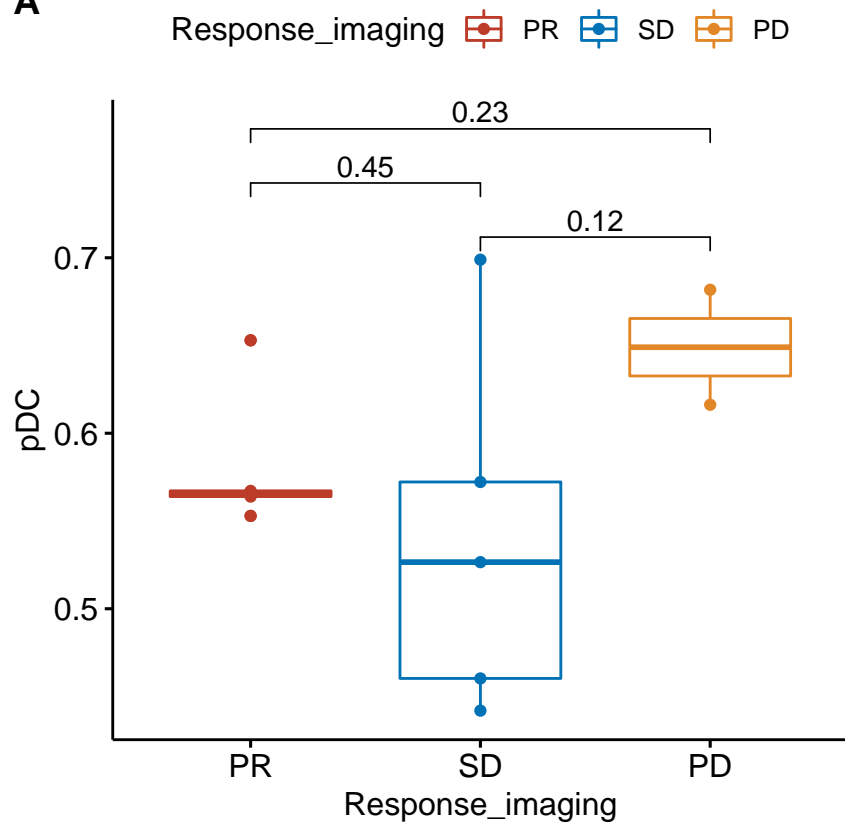 A
Response_imaging PR SD PD
0.23
0.45
0.12
0.7
0.6
0.5
pDC
PR SD PD
Response_imaging